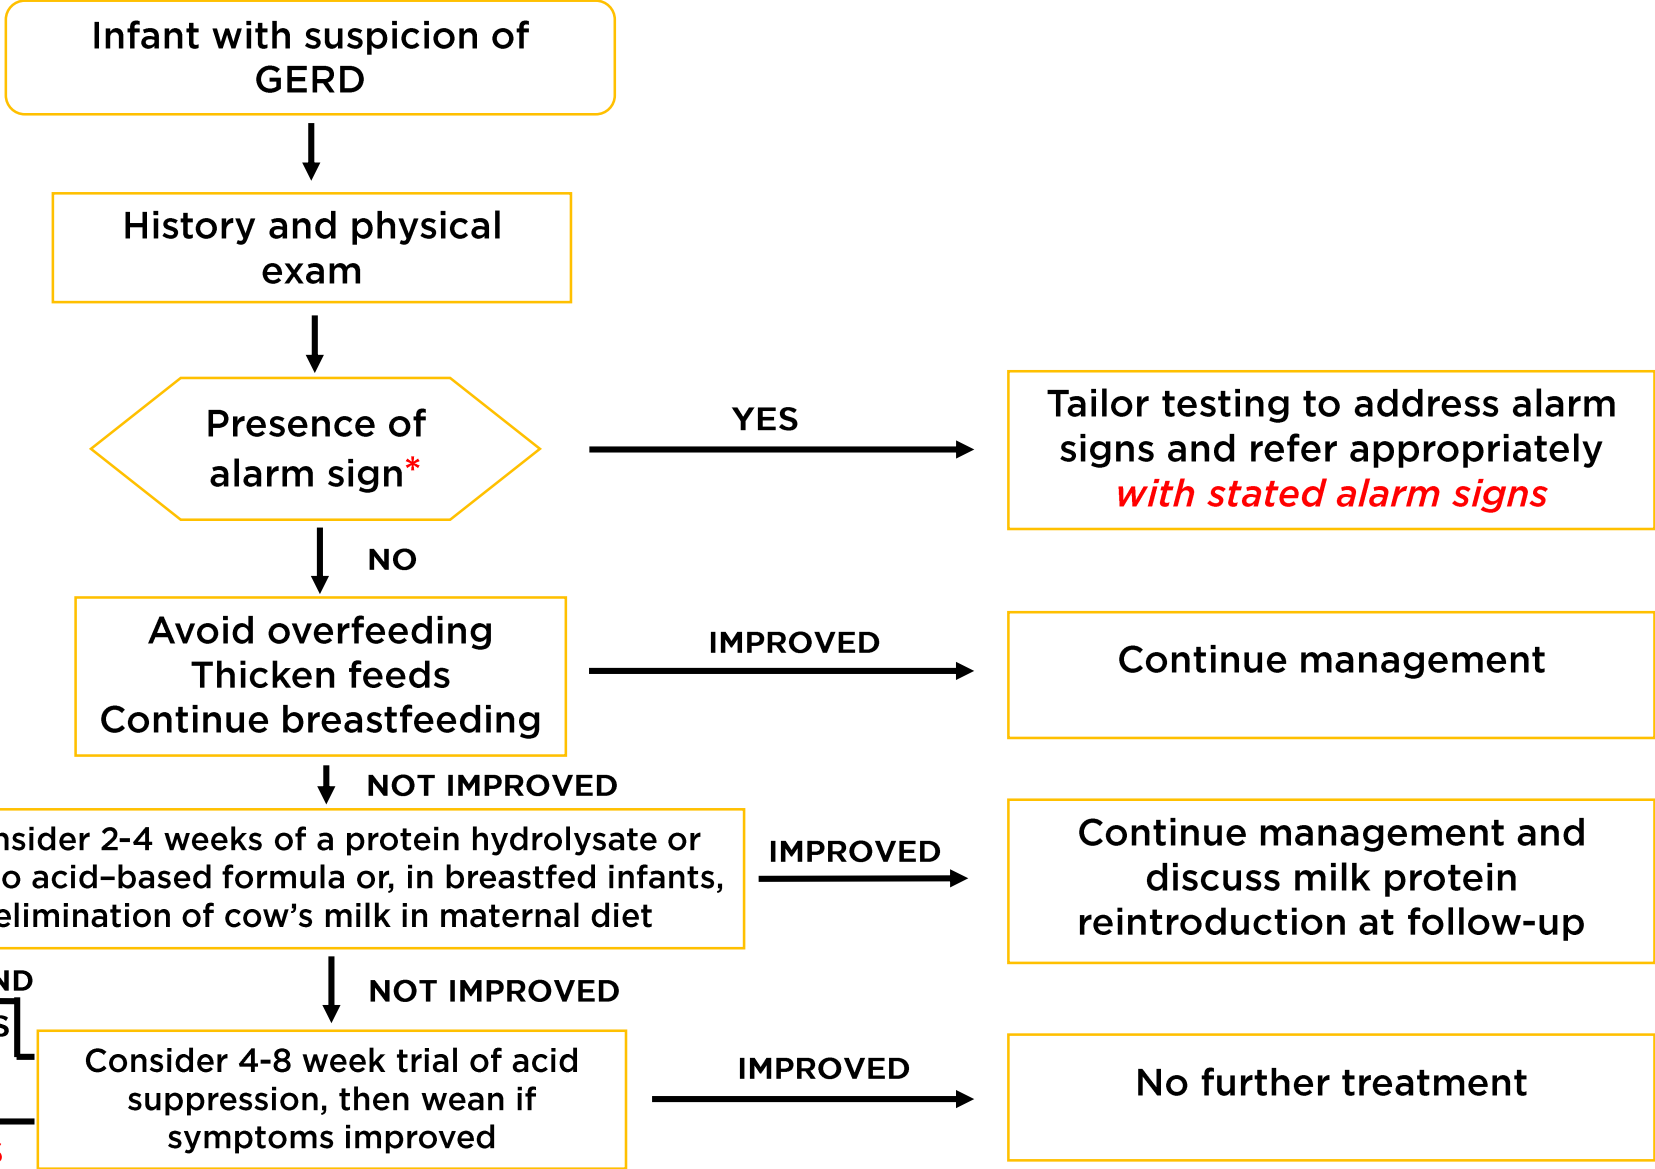 Infant with suspicion of
GERD
History and physical
exam
Presence of
alarm sign*
YES
Tailor testing to address alarm
signs and refer appropriately
with stated alarm signs
NO
Avoid overfeeding
Thicken feeds
Continue breastfeeding
IMPROVED
Continue management
NOT IMPROVED
nsider 2-4 weeks of a protein hydrolysate or
o acid–based formula or, in breastfed infants,
elimination of cow's milk in maternal diet
IMPROVED
Continue management and
discuss milk protein
reintroduction at follow-up
ND
S
NOT IMPROVED
Consider 4-8 week trial of acid
suppression, then wean if
symptoms improved
IMPROVED
No further treatment
S